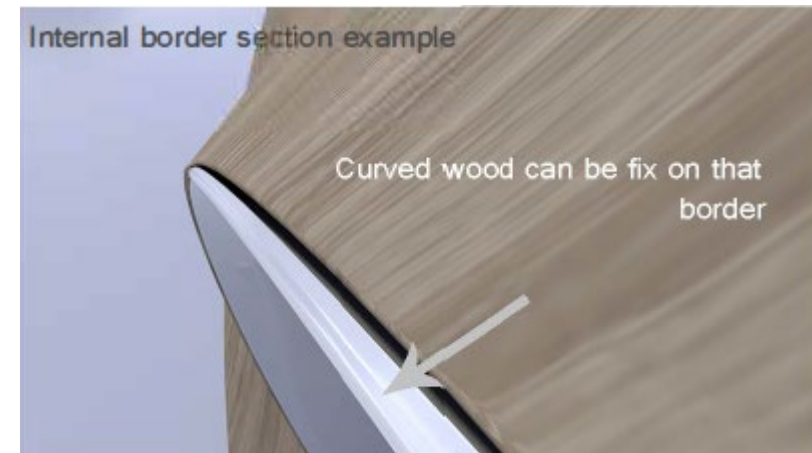 Internal border section example
Curved wood can be fix on that
border